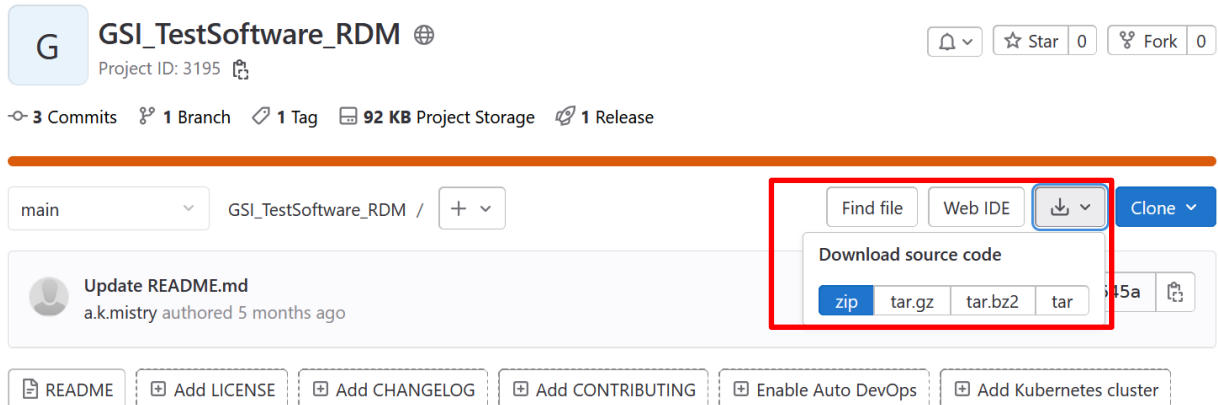 G
GSI_TestSoftware_RDM
Project ID: 3195
Star 0
Fork 0
3 Commits 1 Branch 1 Tag 92 KB Project Storage 1 Release
main
GSI_TestSoftware_RDM /
Find file
Web IDE
Clone
Download source code
zip tar.gz tar.bz2 tar
Update README.md
a.k.mistry authored 5 months ago
45a
README
Add LICENSE
Add CHANGELOG
Add CONTRIBUTING
Enable Auto DevOps
Add Kubernetes cluster